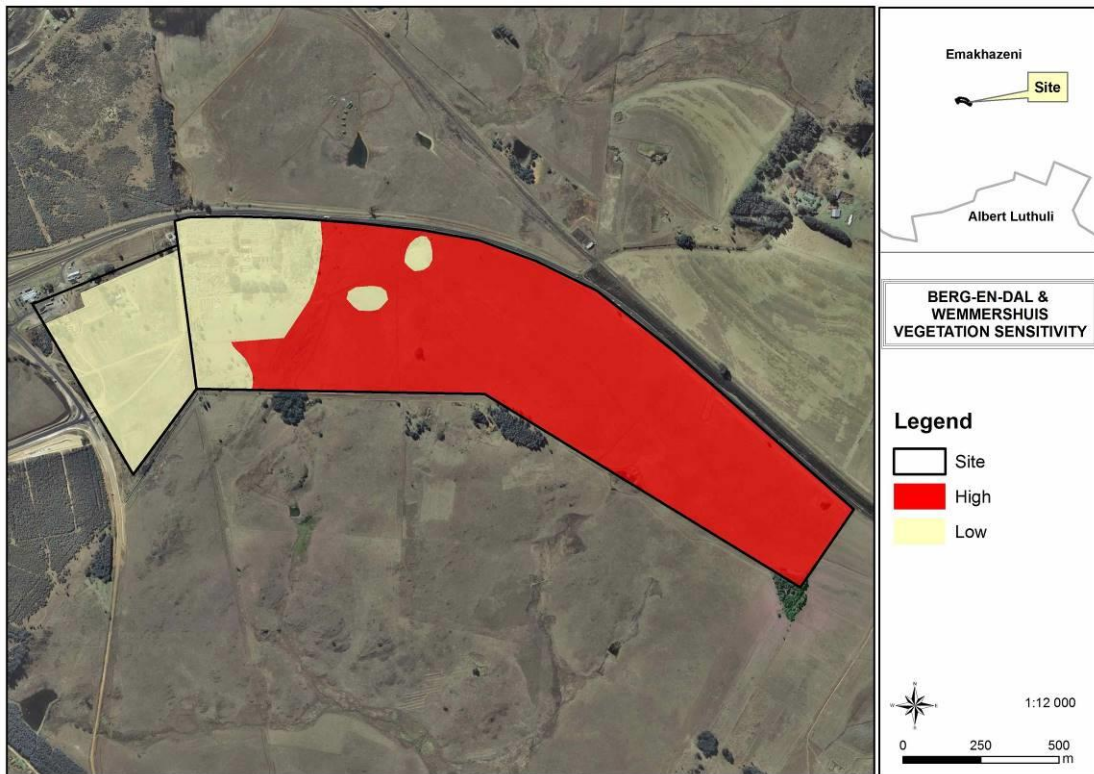 Emakhazeni
Site
Albert Luthuli
BERG-EN-DAL &
WEMMERSHUIS
VEGETATION SENSITIVITY
Legend
Site
High
Low
N
W E
S
1:12 000
0 250 500
m